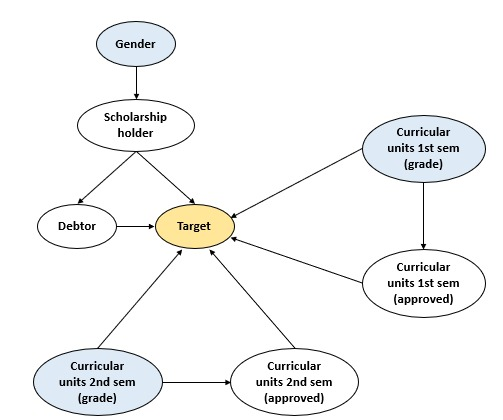 Gender
Scholarship
holder
Debtor
Target
Curricular
units 1st sem
(grade)
Curricular
units 1st sem
(approved)
Curricular
units 2nd sem
(grade)
Curricular
units 2nd sem
(approved)